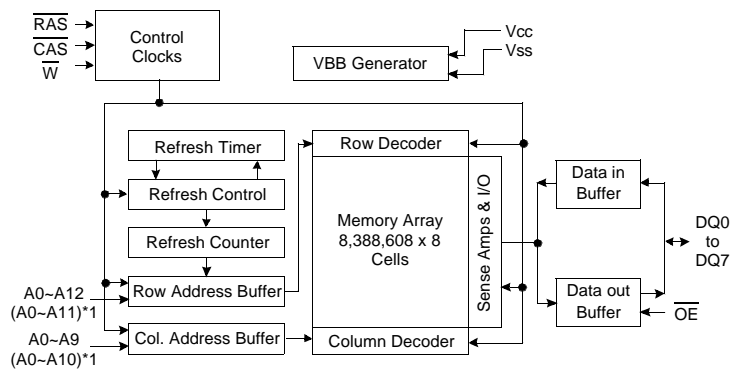 RAS
CAS
W
Control
Clocks
VBB Generator
Vcc
Vss
Refresh Timer
Refresh Control
Refresh Counter
Row Address Buffer
Col. Address Buffer
A0~A12
(A0~A11)*1
A0~A9
(A0~A10)*1
Row Decoder
Memory Array
8,388,608 x 8
Cells
Column Decoder
Sense Amps & I/O
Data in
Buffer
Data out
Buffer
DQ0
to
DQ7
OE